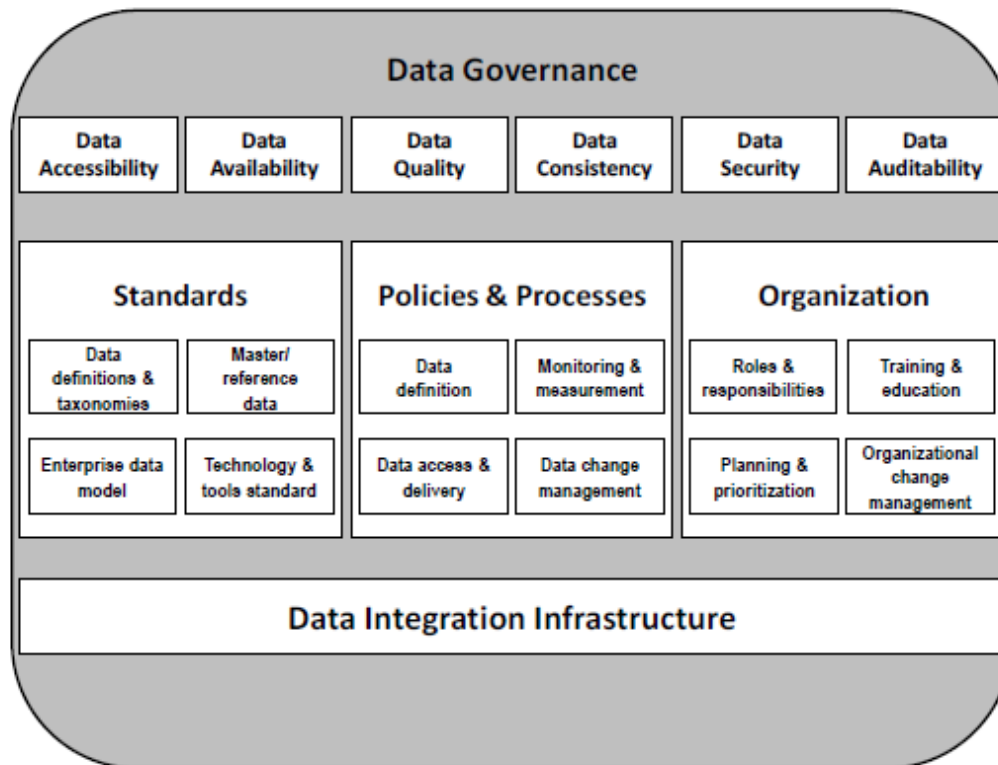 Data Governance
Data
Accessibility
Data
Availability
Data
Quality
Data
Consistency
Data
Security
Data
Auditability
Standards
Data
definitions &
taxonomies
Master/
reference
data
Enterprise data
model
Technology &
tools standard
Policies & Processes
Data
definition
Monitoring &
measurement
Data access &
delivery
Data change
management
Organization
Roles &
responsibilities
Training &
education
Planning &
prioritization
Organizational
change
management
Data Integration Infrastructure